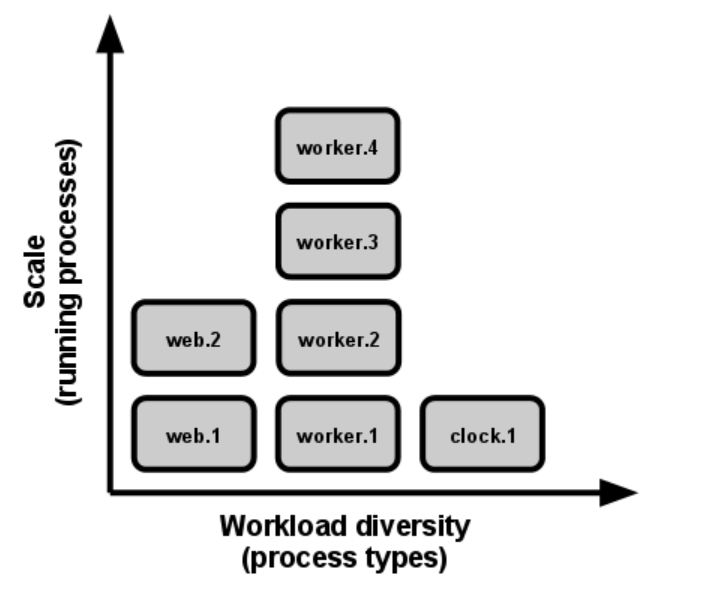 Scale
(running processes)
worker.4
worker.3
web.2
worker.2
web.1
worker.1
clock.1
Workload diversity
(process types)